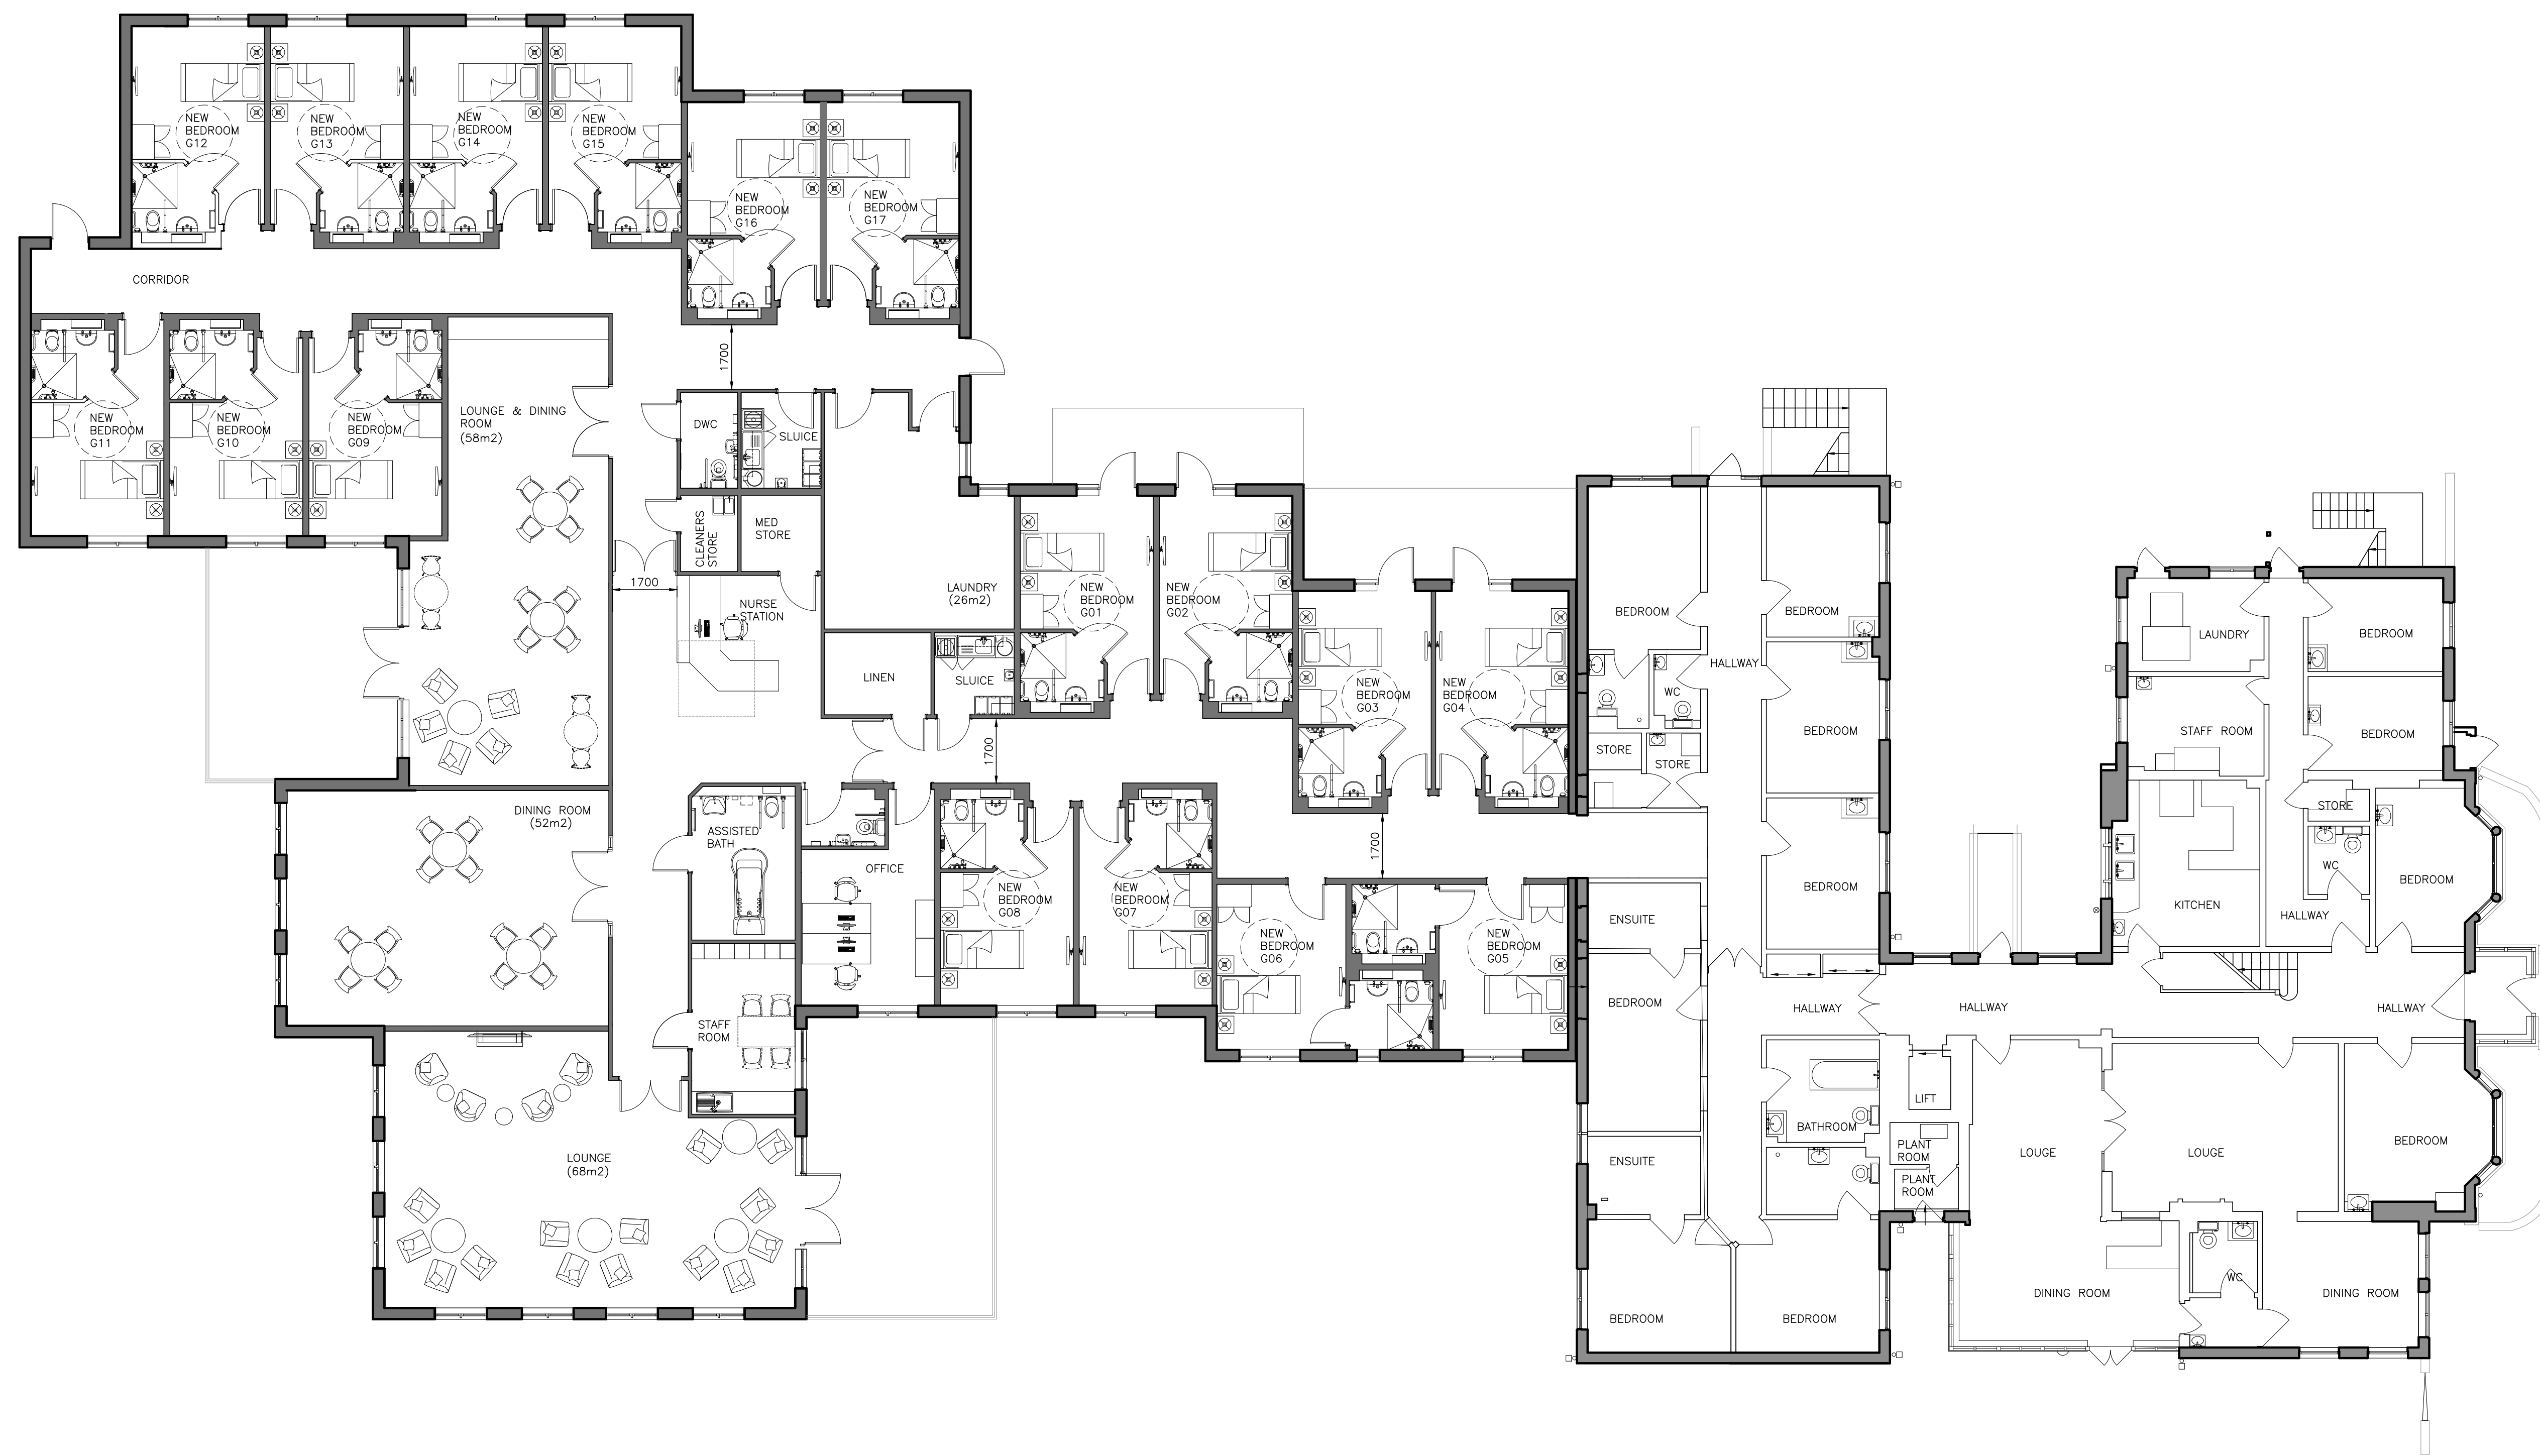 NEW
BEDROOM
G12
NEW
BEDROOM
G13
NEW
BEDROOM
G14
NEW
BEDROOM
G15
NEW
BEDROOM
G16
NEW
BEDROOM
G17
CORRIDOR
1700
NEW
BEDROOM
G11
NEW
BEDROOM
G10
NEW
BEDROOM
G09
LOUNGE & DINING
ROOM
(58m2)
DWC
SLUICE
CLEANERS
STORE
MED
STORE
1700
NURSE
STATION
LAUNDRY
(26m2)
NEW
BEDROOM
G01
NEW
BEDROOM
G02
LINEN
SLUICE
NEW
BEDROOM
G03
NEW
BEDROOM
G04
1700
DINING ROOM
(52m2)
ASSISTED
BATH
OFFICE
NEW
BEDROOM
G08
NEW
BEDROOM
G07
1700
NEW
BEDROOM
G06
NEW
BEDROOM
G05
STAFF
ROOM
LOUNGE
(68m2)
BEDROOM
BEDROOM
HALLWAY
WC
STORE
STORE
BEDROOM
BEDROOM
ENSUITE
BEDROOM
HALLWAY
HALLWAY
HALLWAY
BATHROOM
LIFT
ENSUITE
PLANT
ROOM
PLANT
ROOM
BEDROOM
BEDROOM
LAUNDRY
BEDROOM
STAFF ROOM
BEDROOM
STORE
WC
BEDROOM
KITCHEN
HALLWAY
LOUGE
LOUGE
BEDROOM
WC
DINING ROOM
DINING ROOM